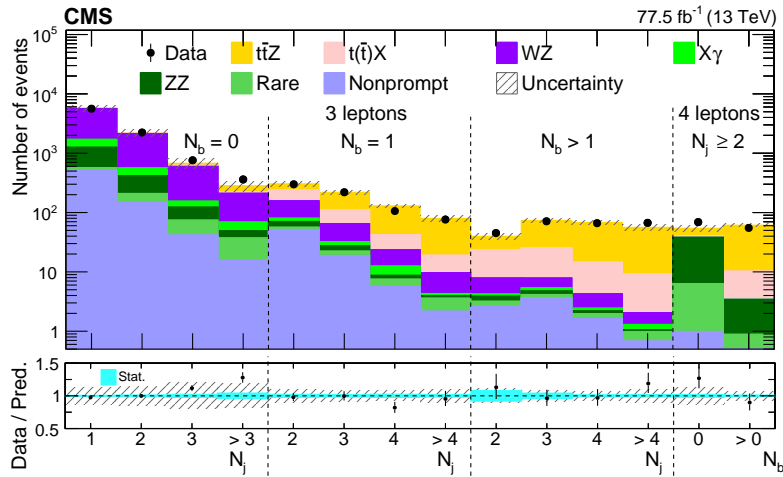 CMS 77.5 fb⁻¹ (13 TeV)
Number of events
10⁵
10⁴
10³
10²
10
1
Data tt̄Z t(t̄)X WZ Xγ
ZZ Rare Nonprompt Uncertainty
3 leptons 4 leptons
N_b = 0 N_b = 1 N_b > 1 N_j ≥ 2
Data / Pred.
1.5
1
0.5
Stat.
1 2 3 > 3 2 3 4 > 4 2 3 4 > 4 0 > 0
N_j N_j N_j N_b